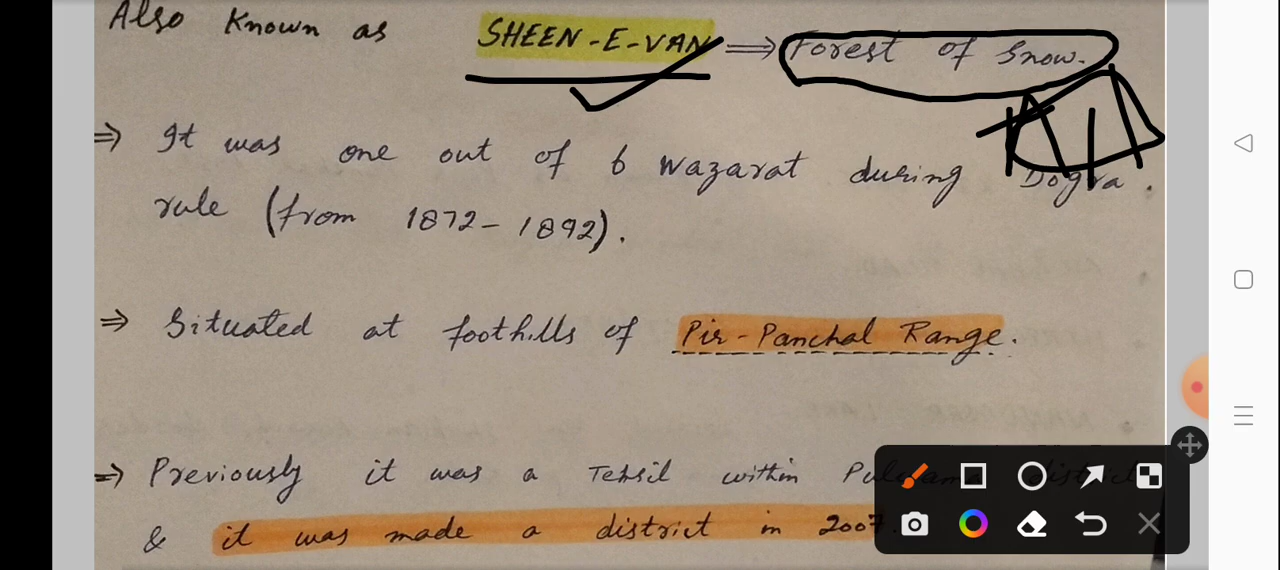 Also Known as SHEEN-E-VAN ⇒ Forest of Snow.
⇒ It was one out of 6 Wazarat during Dogra.
rule (from 1872-1892).
⇒ Situated at foothills of Pir-Panchal Range.
⇒ Previously it was a Tehsil within Pulwama district
& it was made a district in 2007.